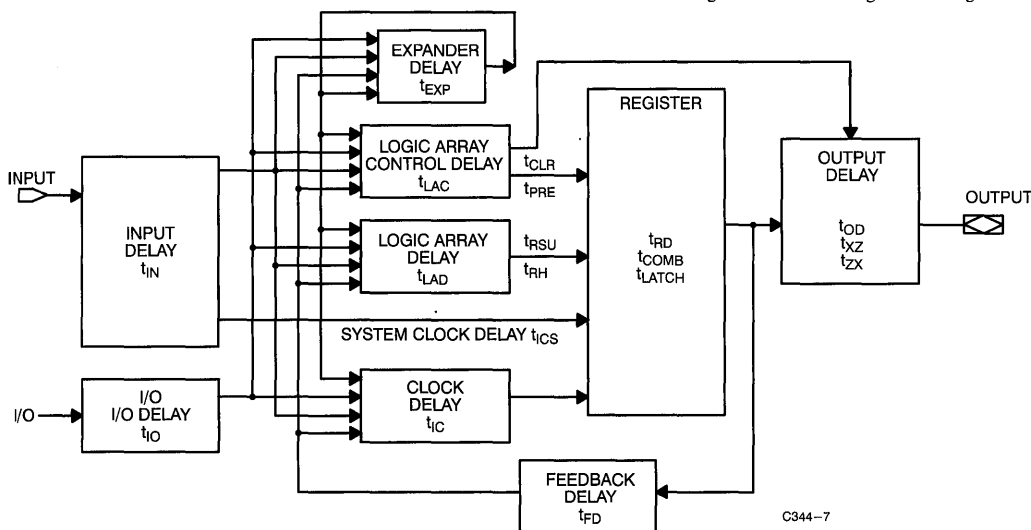 EXPANDER
DELAY
tEXP
REGISTER
LOGIC ARRAY
CONTROL DELAY
tLAC
tCLR
tPRE
OUTPUT
DELAY
tOD
tXZ
tZX
INPUT
OUTPUT
INPUT
DELAY
tIN
LOGIC ARRAY
DELAY
tLAD
tRSU
tRH
tRD
tCOMB
tLATCH
SYSTEM CLOCK DELAY tICS
I/O
I/O
I/O DELAY
tIO
CLOCK
DELAY
tIC
FEEDBACK
DELAY
tFD
C344–7